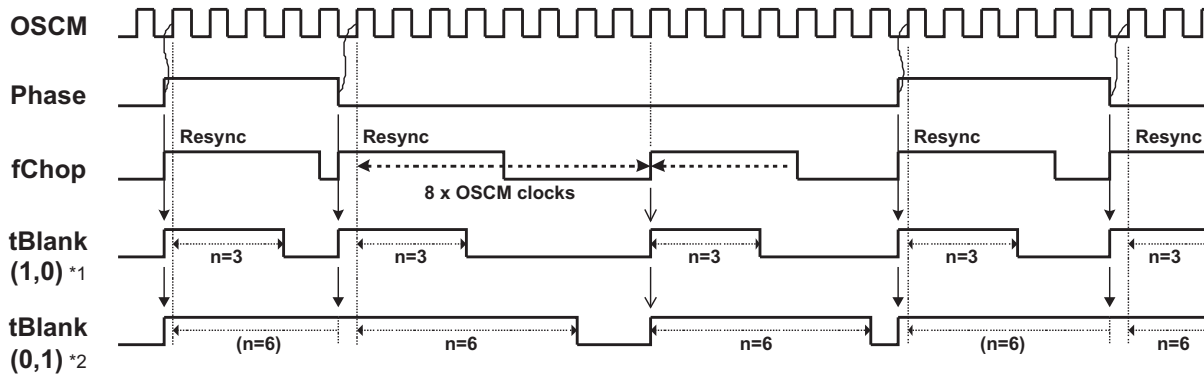 OSCM
Phase
Resync Resync Resync Resync
fChop
8 x OSCM clocks
tBlank
(1,0) *1
n=3 n=3 n=3 n=3 n=3
tBlank
(0,1) *2
(n=6) n=6 n=6 (n=6) n=6